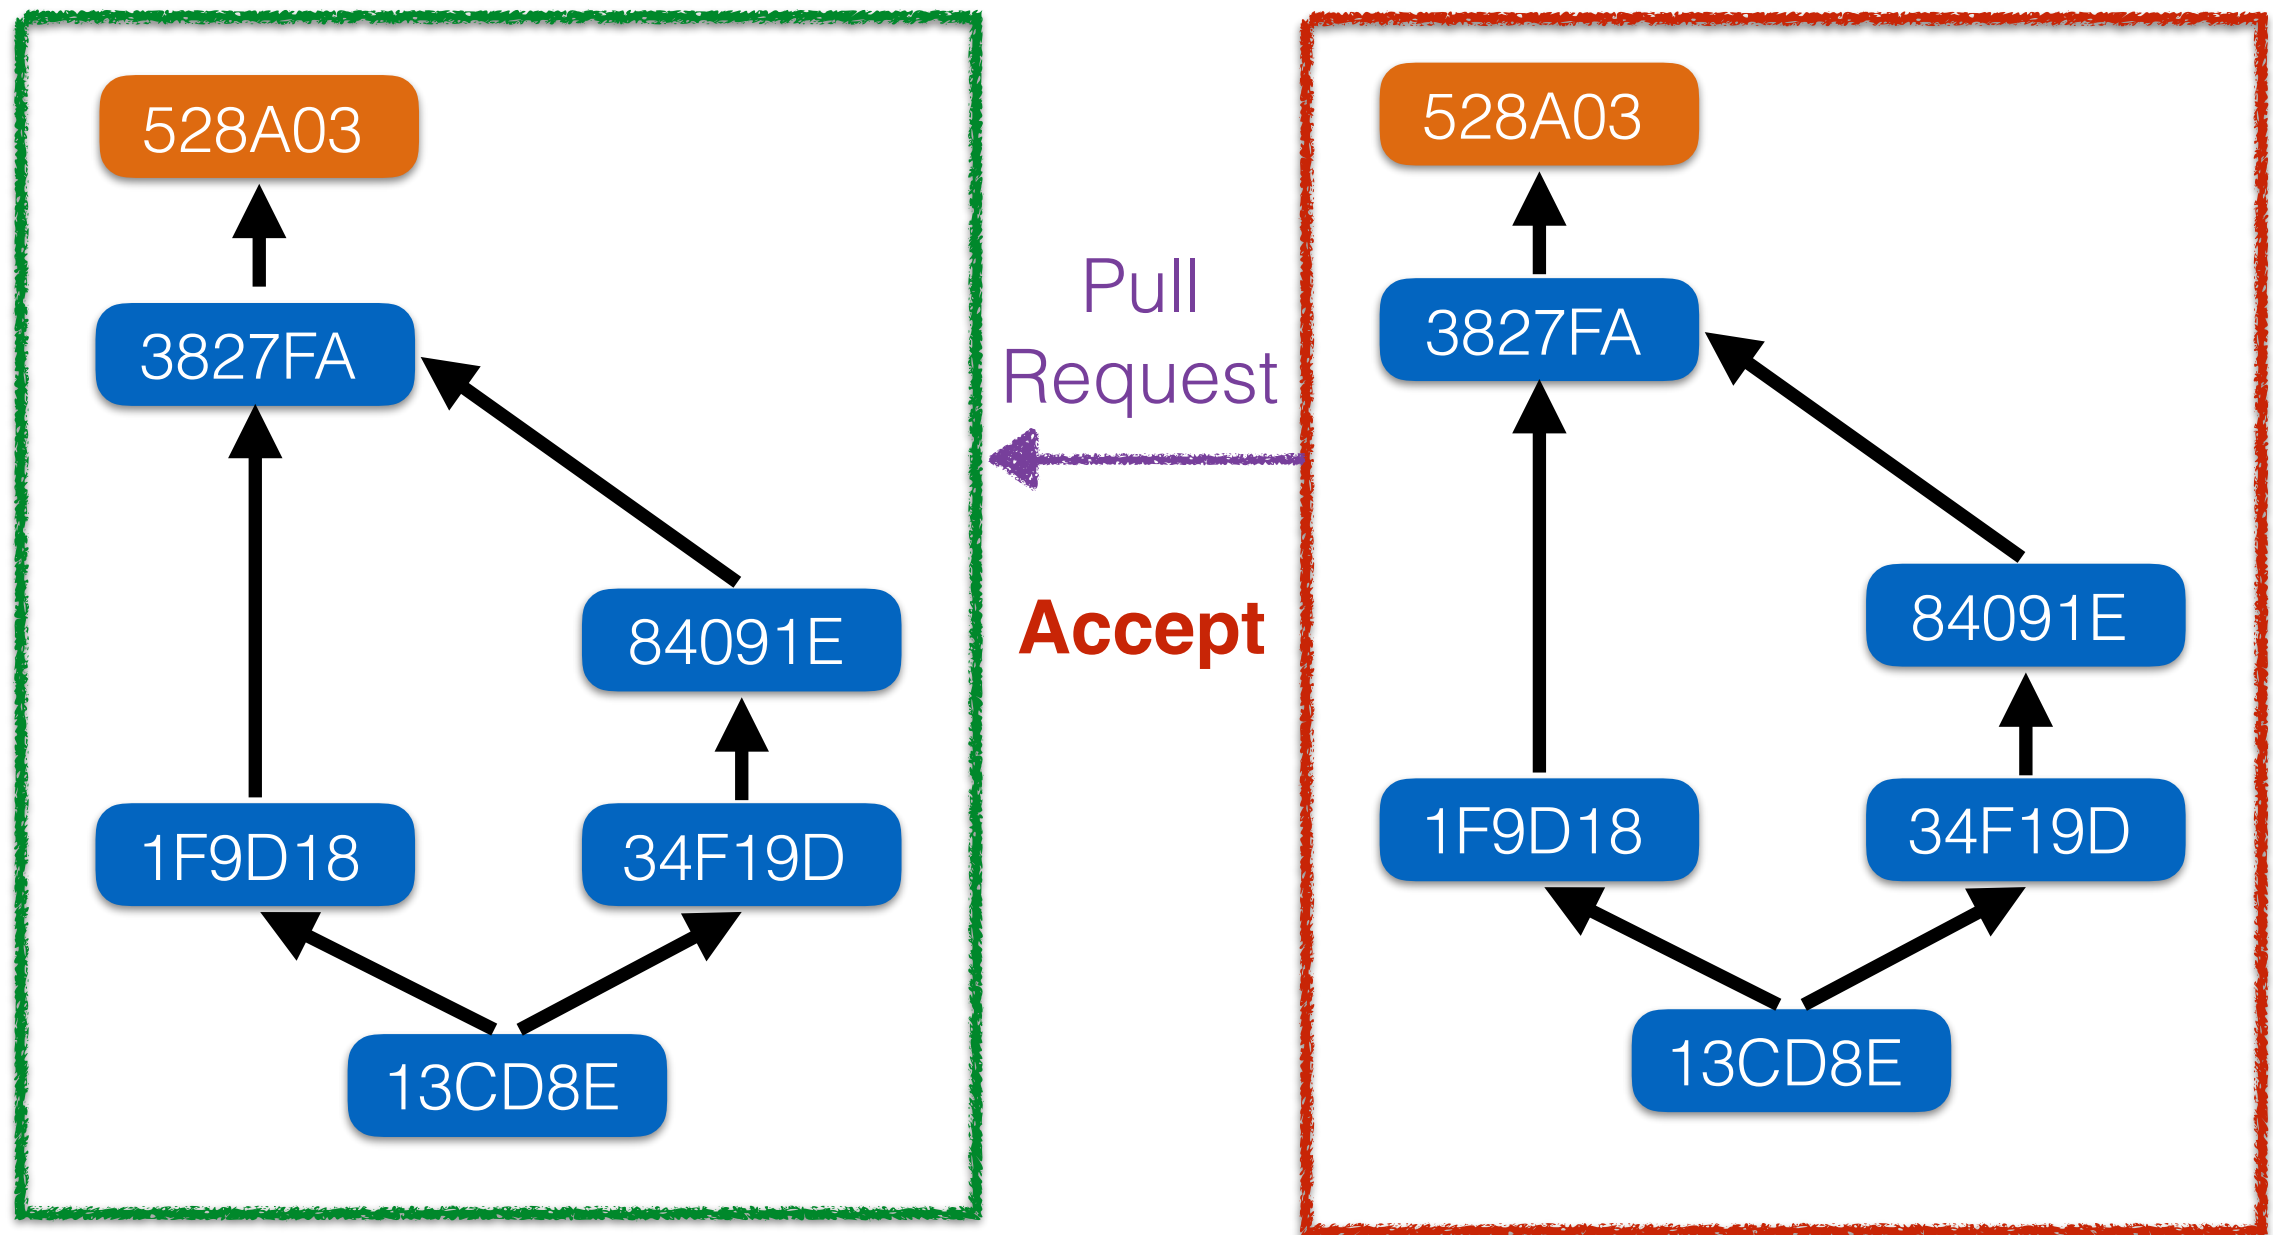 528A03
3827FA
84091E
1F9D18
34F19D
13CD8E
Pull
Request
Accept
528A03
3827FA
84091E
1F9D18
34F19D
13CD8E